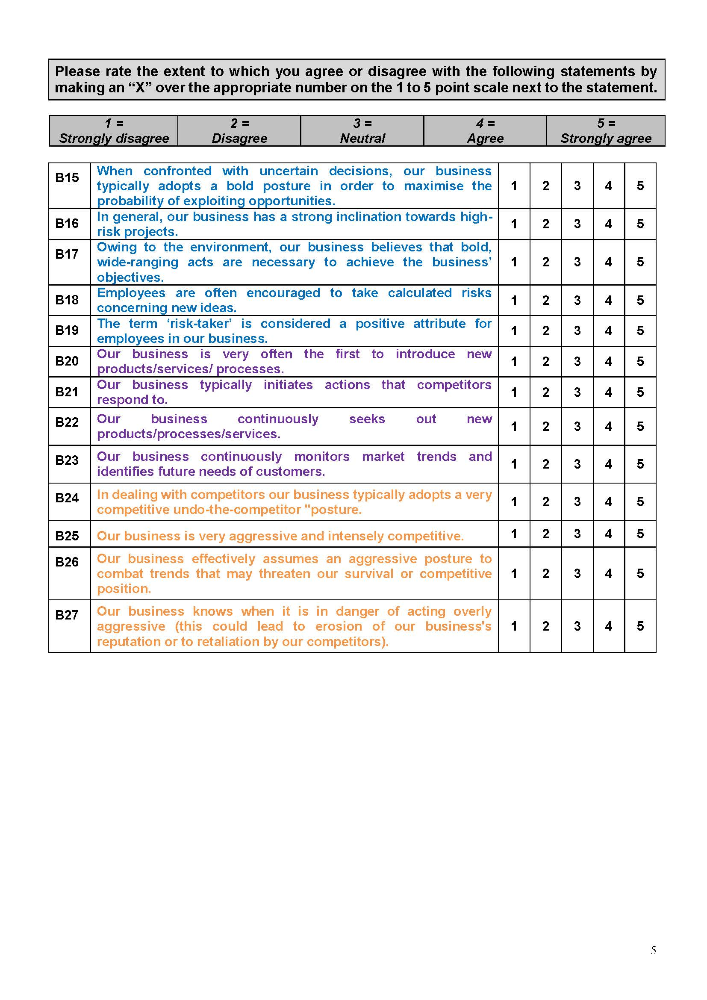 Please rate the extent to which you agree or disagree with the following statements by
making an “X” over the appropriate number on the 1 to 5 point scale next to the statement.
1 = 2 = 3 = 4 = 5 =
Strongly disagree Disagree Neutral Agree Strongly agree
B15 When confronted with uncertain decisions, our business
typically adopts a bold posture in order to maximise the 1 2 3 4 5
probability of exploiting opportunities.
B16 In general, our business has a strong inclination towards high- 1 2 3 4 5
risk projects.
B17 Owing to the environment, our business believes that bold,
wide-ranging acts are necessary to achieve the business’ 1 2 3 4 5
objectives.
B18 Employees are often encouraged to take calculated risks 1 2 3 4 5
concerning new ideas.
B19 The term ‘risk-taker’ is considered a positive attribute for 1 2 3 4 5
employees in our business.
B20 Our business is very often the first to introduce new 1 2 3 4 5
products/services/ processes.
B21 Our business typically initiates actions that competitors 1 2 3 4 5
respond to.
B22 Our business continuously seeks out new 1 2 3 4 5
products/processes/services.
B23 Our business continuously monitors market trends and 1 2 3 4 5
identifies future needs of customers.
B24 In dealing with competitors our business typically adopts a very 1 2 3 4 5
competitive undo-the-competitor "posture.
B25 Our business is very aggressive and intensely competitive. 1 2 3 4 5
B26 Our business effectively assumes an aggressive posture to
combat trends that may threaten our survival or competitive 1 2 3 4 5
position.
B27 Our business knows when it is in danger of acting overly
aggressive (this could lead to erosion of our business's 1 2 3 4 5
reputation or to retaliation by our competitors).
5